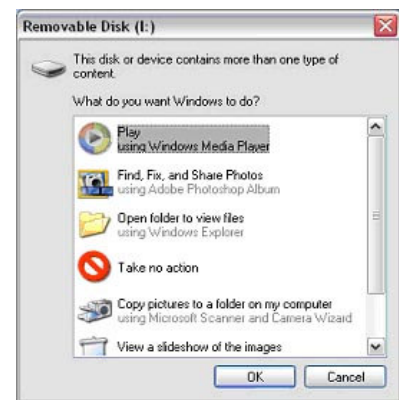 Removable Disk (I:)
This disk or device contains more than one type of
content.
What do you want Windows to do?
Play
using Windows Media Player
Find, Fix, and Share Photos
using Adobe Photoshop Album
Open folder to view files
using Windows Explorer
Take no action
Copy pictures to a folder on my computer
using Microsoft Scanner and Camera Wizard
View a slideshow of the images
OK
Cancel